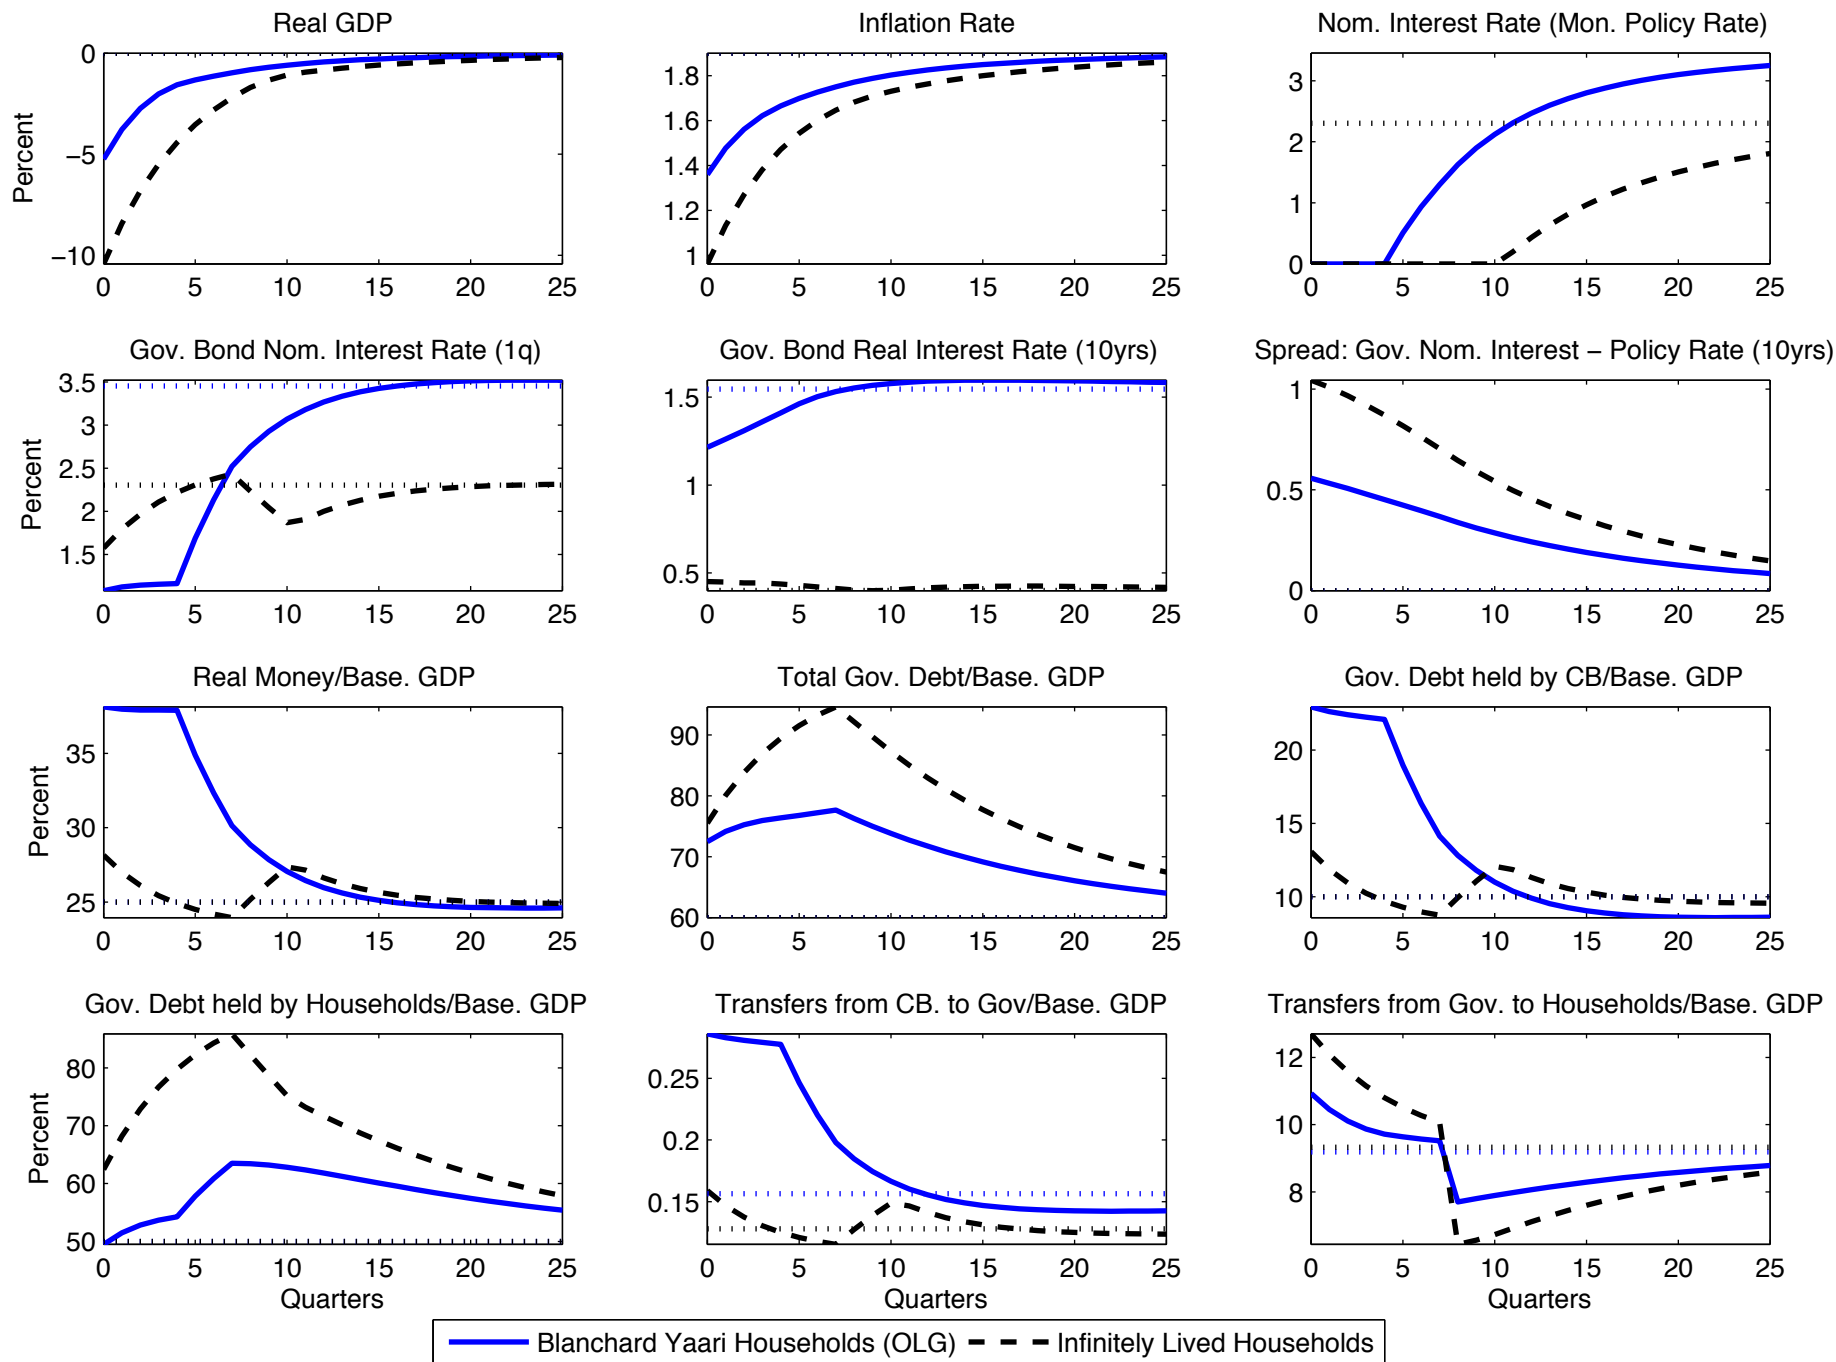 Real GDP
Inflation Rate
Nom. Interest Rate (Mon. Policy Rate)
Percent
0
−5
−10
0 5 10 15 20 25
1.8
1.6
1.4
1.2
1
0 5 10 15 20 25
3
2
1
0
0 5 10 15 20 25
Gov. Bond Nom. Interest Rate (1q)
Gov. Bond Real Interest Rate (10yrs)
Spread: Gov. Nom. Interest − Policy Rate (10yrs)
Percent
3.5
3
2.5
2
1.5
0 5 10 15 20 25
1.5
1
0.5
0 5 10 15 20 25
1
0.5
0
0 5 10 15 20 25
Real Money/Base. GDP
Total Gov. Debt/Base. GDP
Gov. Debt held by CB/Base. GDP
Percent
35
30
25
0 5 10 15 20 25
90
80
70
60
0 5 10 15 20 25
20
15
10
0 5 10 15 20 25
Gov. Debt held by Households/Base. GDP
Transfers from CB. to Gov/Base. GDP
Transfers from Gov. to Households/Base. GDP
Percent
80
70
60
50
0 5 10 15 20 25
Quarters
0.25
0.2
0.15
0 5 10 15 20 25
Quarters
12
10
8
0 5 10 15 20 25
Quarters
Blanchard Yaari Households (OLG)
Infinitely Lived Households